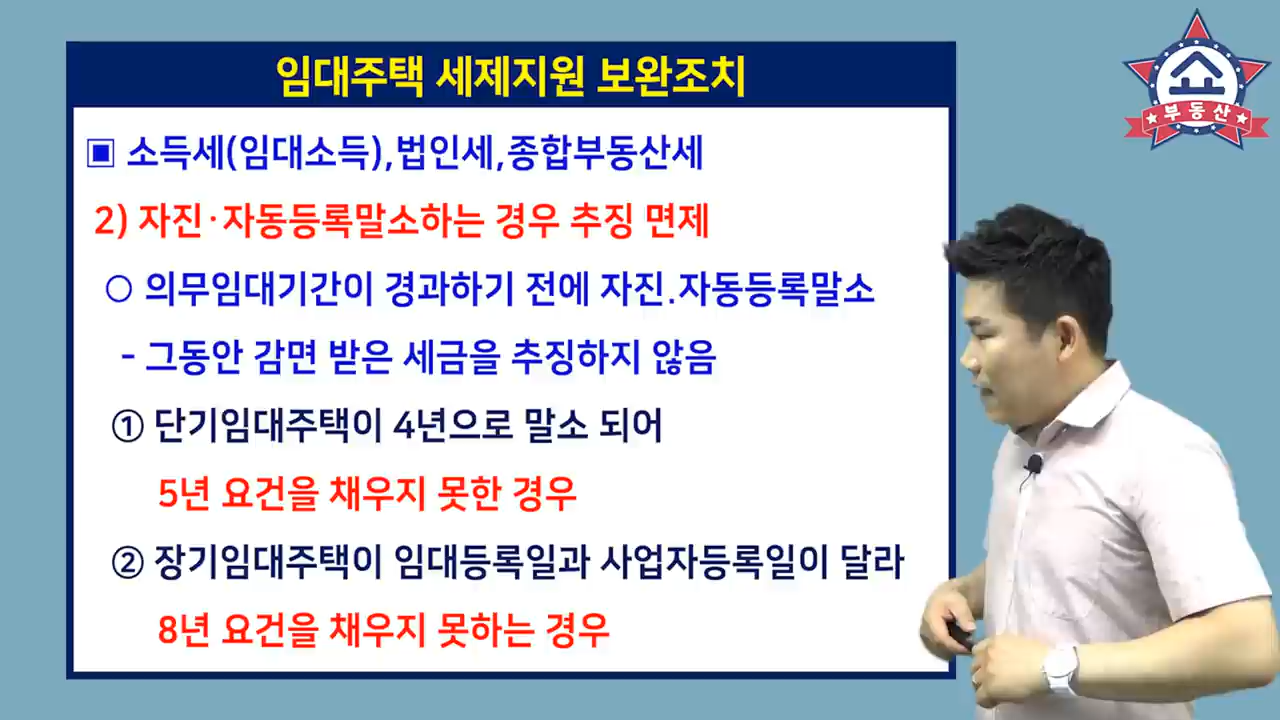 임대주택 세제지원 보완조치
▣ 소득세(임대소득),법인세,종합부동산세
2) 자진·자동등록말소하는 경우 추징 면제
○ 의무임대기간이 경과하기 전에 자진.자동등록말소
- 그동안 감면 받은 세금을 추징하지 않음
① 단기임대주택이 4년으로 말소 되어
5년 요건을 채우지 못한 경우
② 장기임대주택이 임대등록일과 사업자등록일이 달라
8년 요건을 채우지 못하는 경우
쇼
부동산